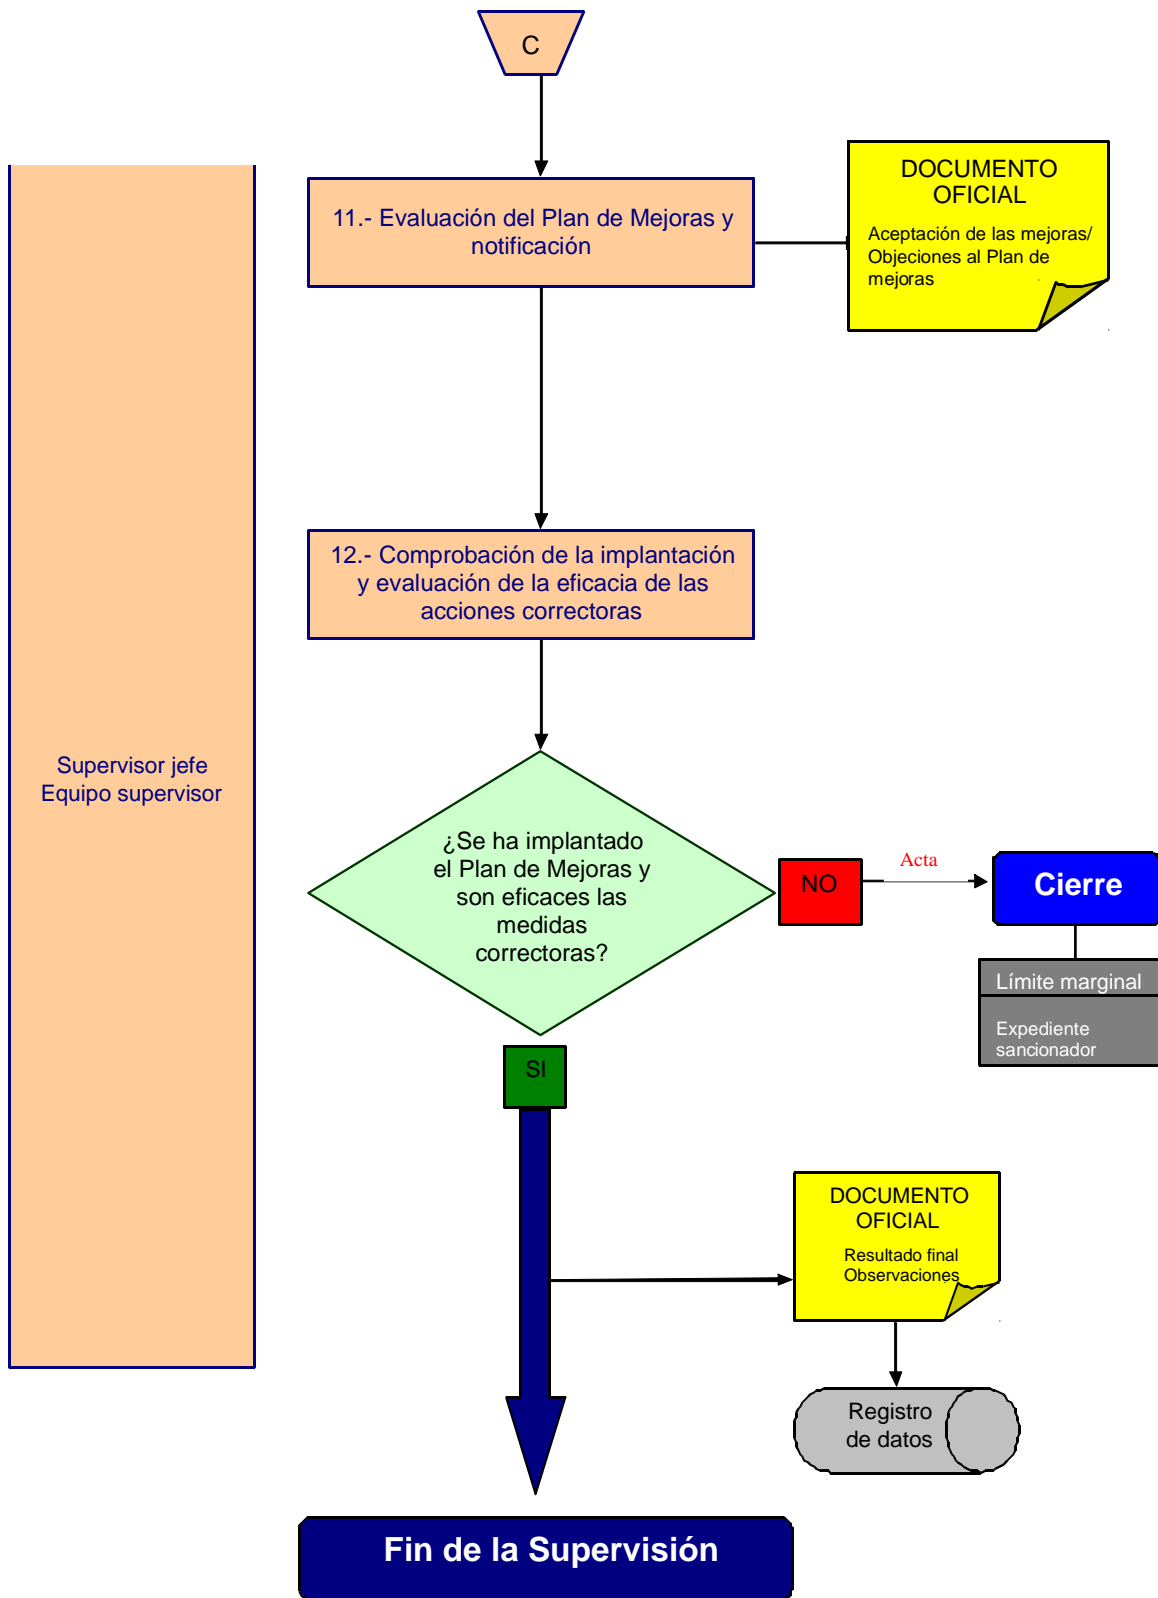 C
DOCUMENTO
OFICIAL
Aceptación de las mejoras/
Objeciones al Plan de
mejoras
11.- Evaluación del Plan de Mejoras y
notificación
12.- Comprobación de la implantación
y evaluación de la eficacia de las
acciones correctoras
Supervisor jefe
Equipo supervisor
¿Se ha implantado
el Plan de Mejoras y
son eficaces las
medidas
correctoras?
NO
Acta
Cierre
Límite marginal
Expediente
sancionador
SI
DOCUMENTO
OFICIAL
Resultado final
Observaciones
Registro
de datos
Fin de la Supervisión